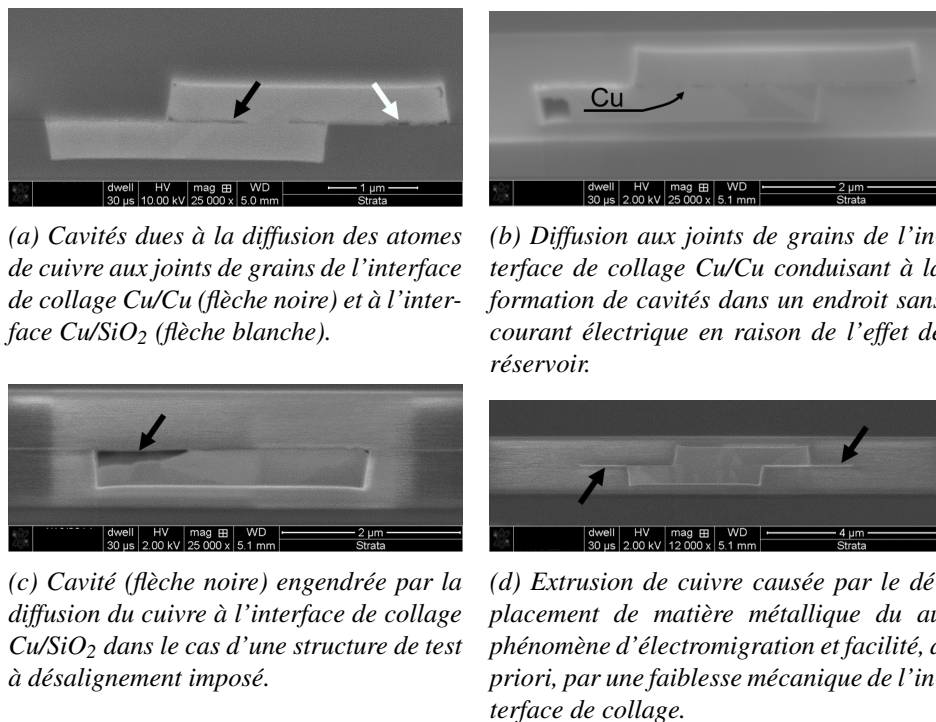 dwell HV mag WD 1 µm
30 µs 10.00 kV 25 000 x 5.0 mm Strata
(a) Cavités dues à la diffusion des atomes
de cuivre aux joints de grains de l'interface
de collage Cu/Cu (flèche noire) et à l'inter-
face Cu/SiO2 (flèche blanche).
Cu
dwell HV mag WD 2 µm
30 µs 2.00 kV 25 000 x 5.1 mm Strata
(b) Diffusion aux joints de grains de l'in-
terface de collage Cu/Cu conduisant à la
formation de cavités dans un endroit sans
courant électrique en raison de l'effet de
réservoir.
dwell HV mag WD 2 µm
30 µs 2.00 kV 25 000 x 5.1 mm Strata
(c) Cavité (flèche noire) engendrée par la
diffusion du cuivre à l'interface de collage
Cu/SiO2 dans le cas d'une structure de test
à désalignement imposé.
dwell HV mag WD 4 µm
30 µs 2.00 kV 12 000 x 5.1 mm Strata
(d) Extrusion de cuivre causée par le dé-
placement de matière métallique du au
phénomène d'électromigration et facilité, a
priori, par une faiblesse mécanique de l'in-
terface de collage.